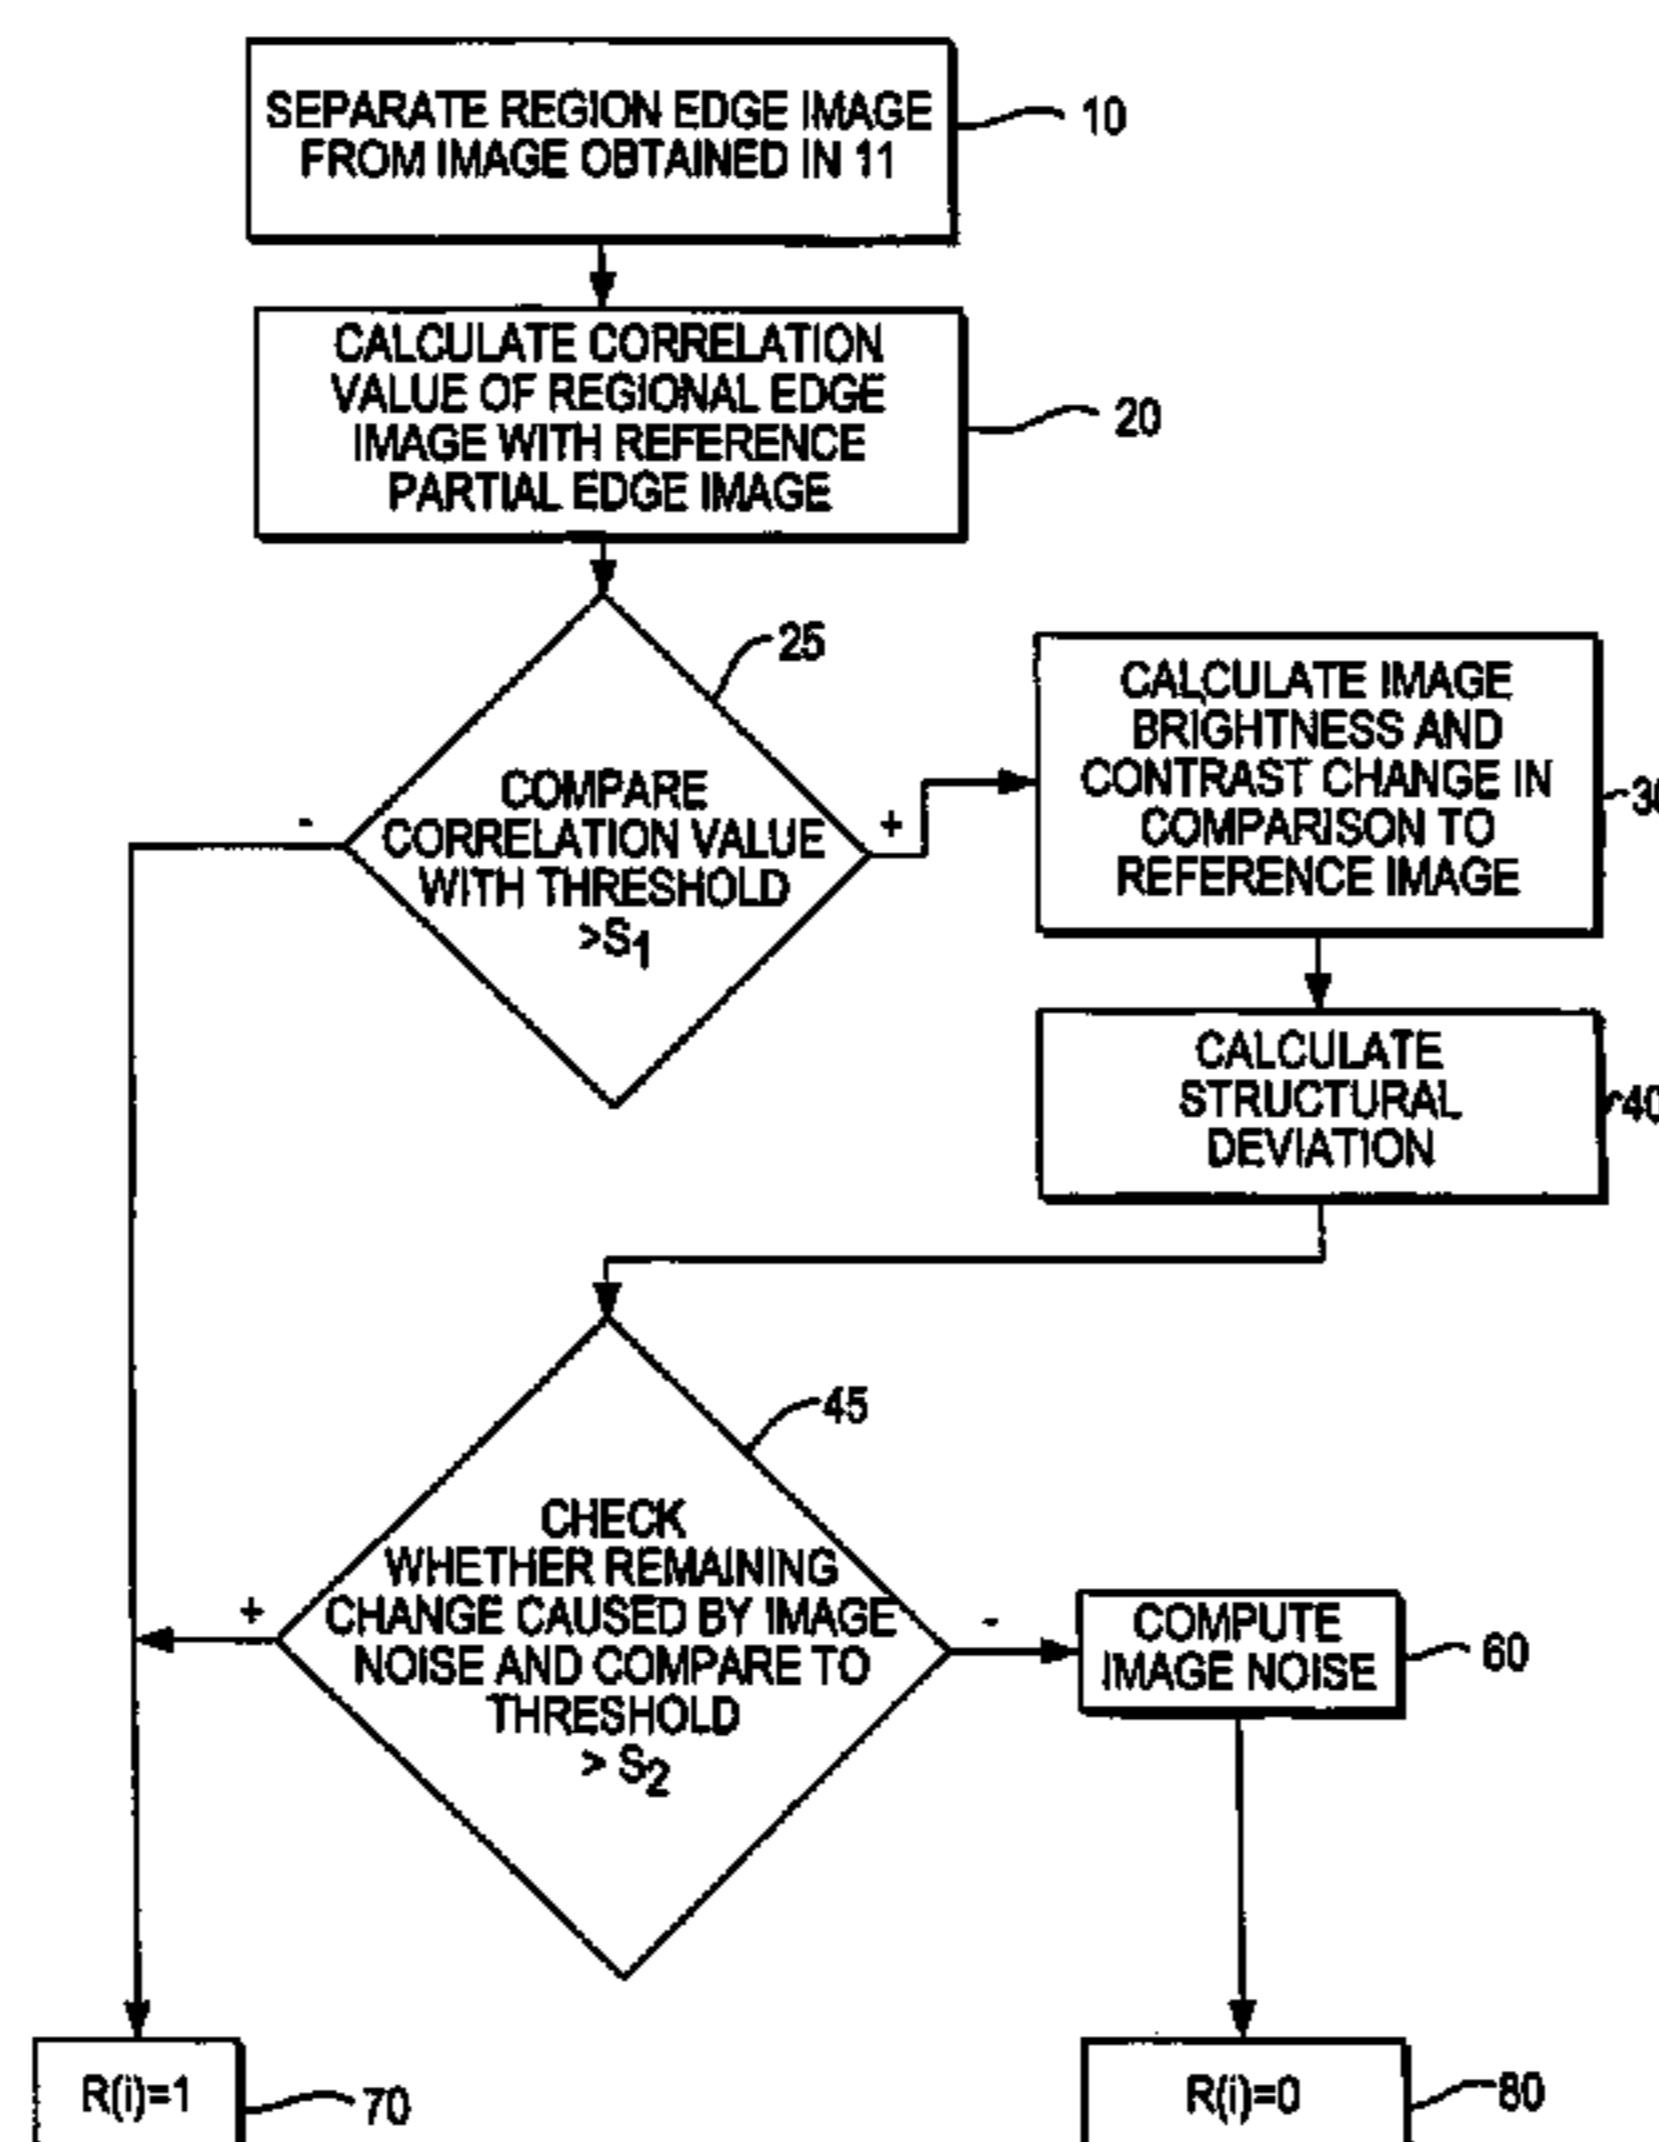 SEPARATE REGION EDGE IMAGE
FROM IMAGE OBTAINED IN 11
10
CALCULATE CORRELATION
VALUE OF REGIONAL EDGE
IMAGE WITH REFERENCE
PARTIAL EDGE IMAGE
20
25
COMPARE
CORRELATION VALUE
WITH THRESHOLD
>S1
-
+
CALCULATE IMAGE
BRIGHTNESS AND
CONTRAST CHANGE IN
COMPARISON TO
REFERENCE IMAGE
30
CALCULATE
STRUCTURAL
DEVIATION
40
45
CHECK
WHETHER REMAINING
CHANGE CAUSED BY IMAGE
NOISE AND COMPARE TO
THRESHOLD
> S2
+
-
COMPUTE
IMAGE NOISE
60
R(i)=1
70
R(i)=0
80